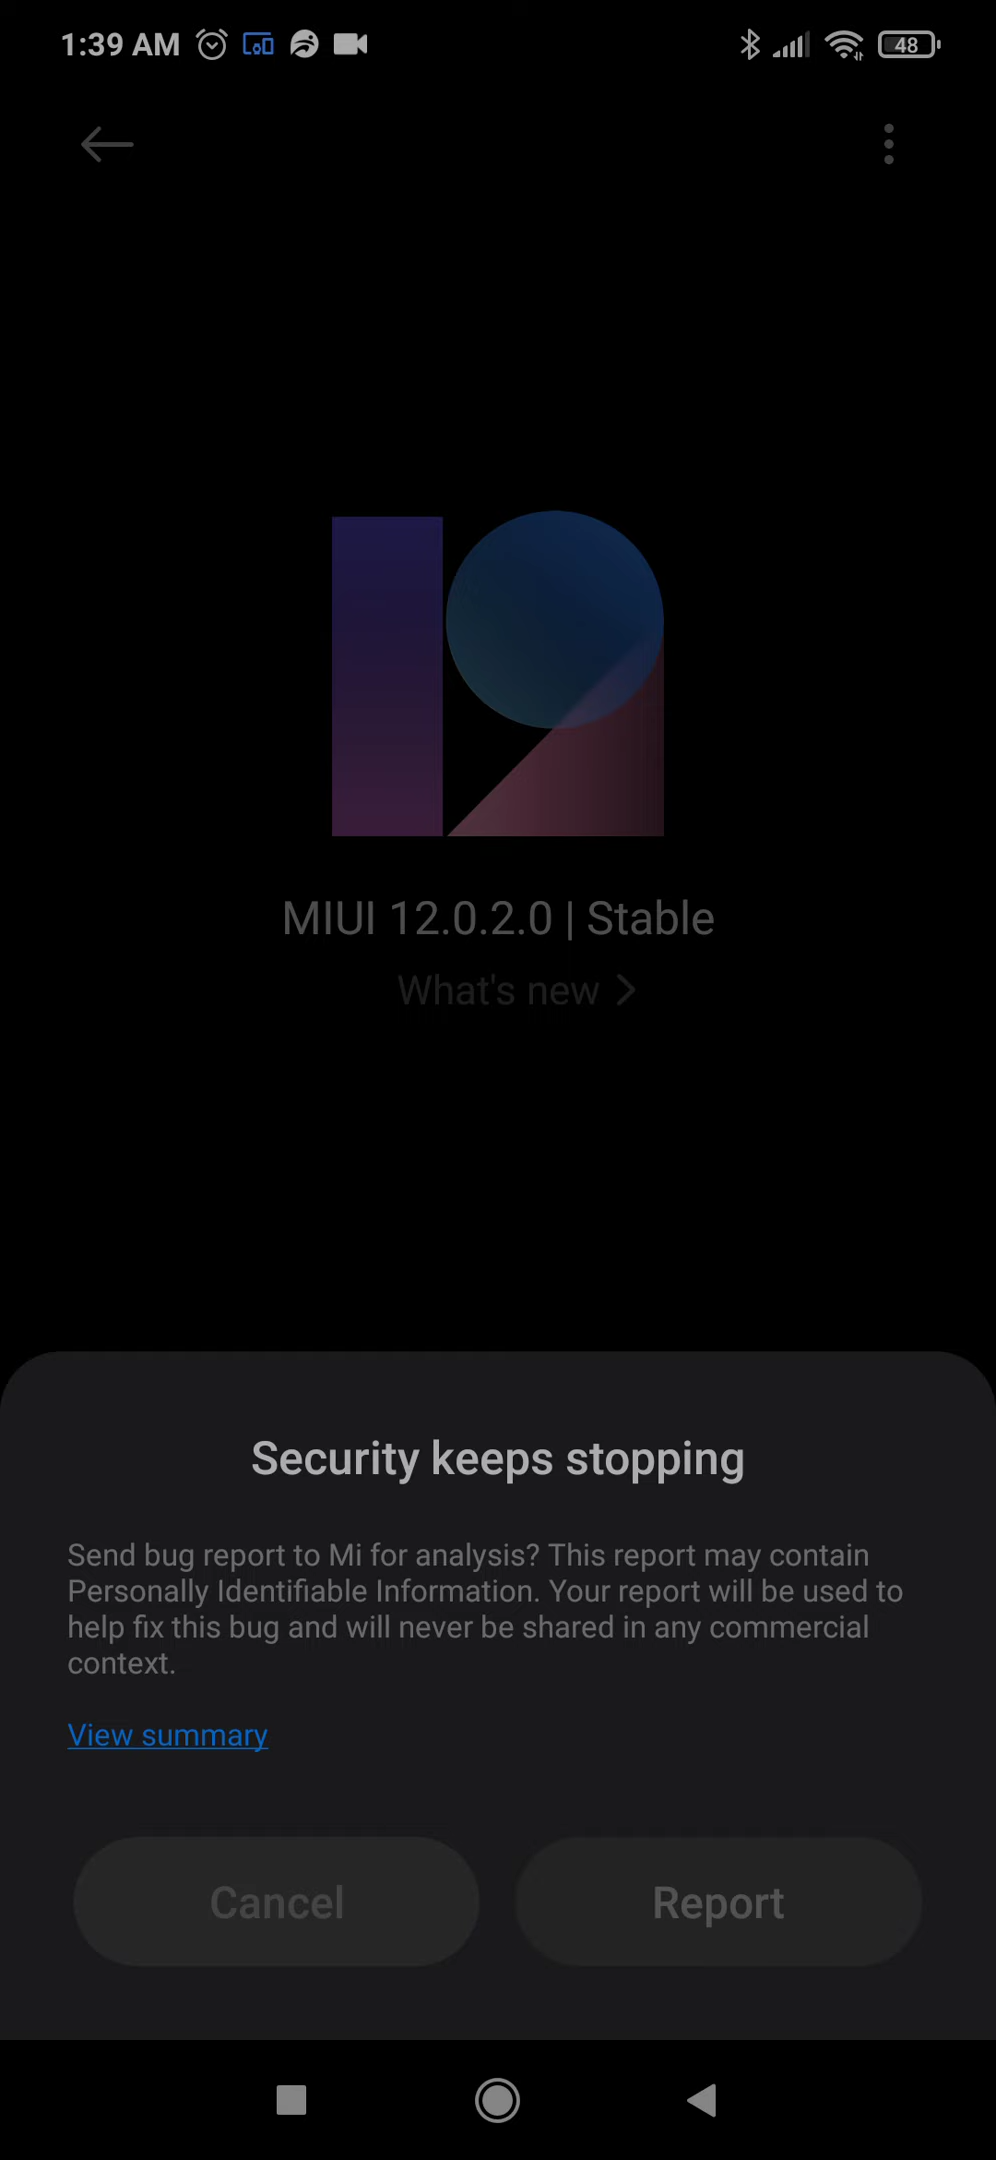 1:39 AM
48
MIUI 12.0.2.0 | Stable
What's new
Security keeps stopping
Send bug report to Mi for analysis? This report may contain
Personally Identifiable Information. Your report will be used to
help fix this bug and will never be shared in any commercial
context.
View summary
Cancel
Report